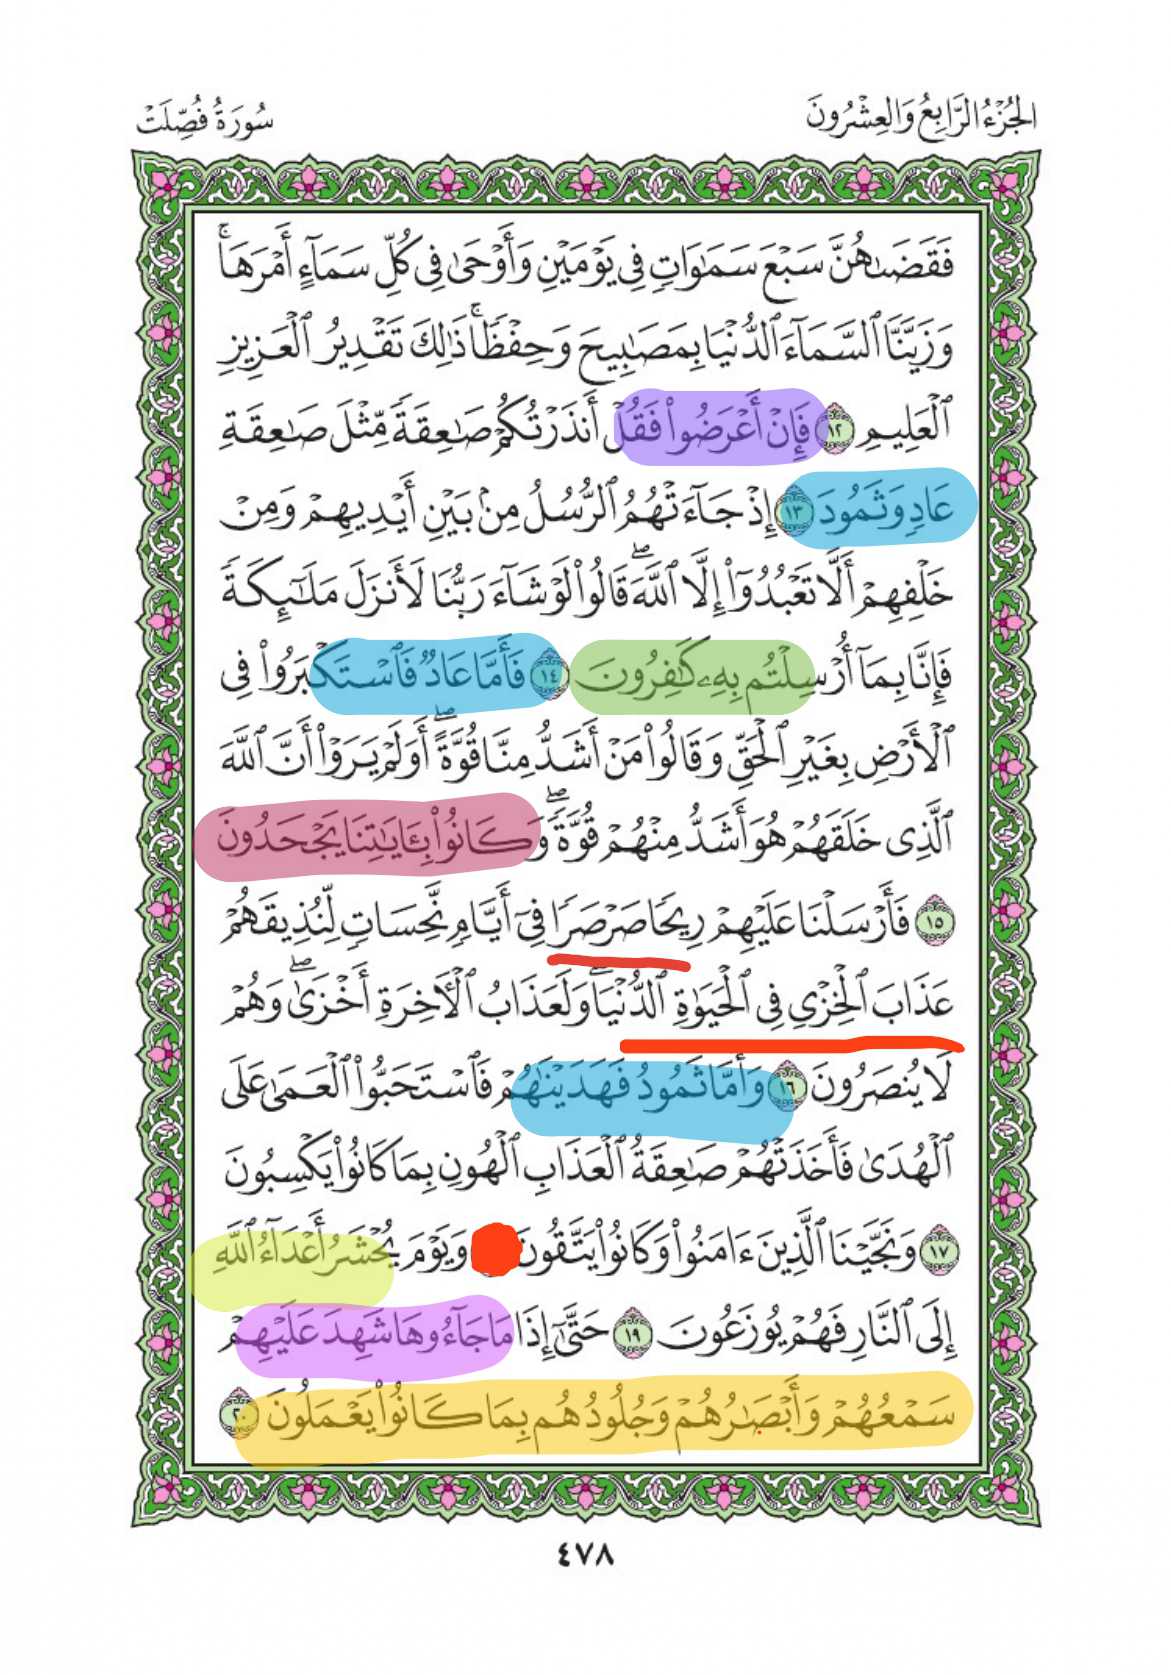 الجُزْءُ الرَّابِعُ وَالعِشْرُونَ
سُورَةُ فُصِّلَتْ
فَقَضَىٰهُنَّ سَبْعَ سَمَٰوَاتٍ فِى يَوْمَيْنِ وَأَوْحَىٰ فِى كُلِّ سَمَآءٍ أَمْرَهَاۚ
وَزَيَّنَّا ٱلسَّمَآءَ ٱلدُّنْيَا بِمَصَٰبِيحَ وَحِفْظًاۚ ذَٰلِكَ تَقْدِيرُ ٱلْعَزِيزِ
ٱلْعَلِيمِ ١٢ فَإِنْ أَعْرَضُوا۟ فَقُلْ أَنذَرْتُكُمْ صَٰعِقَةً مِّثْلَ صَٰعِقَةِ
عَادٍ وَثَمُودَ ١٣ إِذْ جَآءَتْهُمُ ٱلرُّسُلُ مِنۢ بَيْنِ أَيْدِيهِمْ وَمِنْ
خَلْفِهِمْ أَلَّا تَعْبُدُوٓا۟ إِلَّا ٱللَّهَۖ قَالُوا۟ لَوْ شَآءَ رَبُّنَا لَأَنزَلَ مَلَٰٓئِكَةً
فَإِنَّا بِمَآ أُرْسِلْتُم بِهِۦ كَٰفِرُونَ ١٤ فَأَمَّا عَادٌ فَٱسْتَكْبَرُوا۟ فِى
ٱلْأَرْضِ بِغَيْرِ ٱلْحَقِّ وَقَالُوا۟ مَنْ أَشَدُّ مِنَّا قُوَّةًۖ أَوَلَمْ يَرَوْا۟ أَنَّ ٱللَّهَ
ٱلَّذِى خَلَقَهُمْ هُوَ أَشَدُّ مِنْهُمْ قُوَّةًۖ وَكَانُوا۟ بِـَٔايَٰتِنَا يَجْحَدُونَ
١٥ فَأَرْسَلْنَا عَلَيْهِمْ رِيحًا صَرْصَرًا فِىٓ أَيَّامٍ نَّحِسَاتٍ لِّنُذِيقَهُمْ
عَذَابَ ٱلْخِزْىِ فِى ٱلْحَيَوٰةِ ٱلدُّنْيَاۖ وَلَعَذَابُ ٱلْـَٔاخِرَةِ أَخْزَىٰۖ وَهُمْ
لَا يُنصَرُونَ ١٦ وَأَمَّا ثَمُودُ فَهَدَيْنَٰهُمْ فَٱسْتَحَبُّوا۟ ٱلْعَمَىٰ عَلَى
ٱلْهُدَىٰ فَأَخَذَتْهُمْ صَٰعِقَةُ ٱلْعَذَابِ ٱلْهُونِ بِمَا كَانُوا۟ يَكْسِبُونَ
١٧ وَنَجَّيْنَا ٱلَّذِينَ ءَامَنُوا۟ وَكَانُوا۟ يَتَّقُونَ وَيَوْمَ يُحْشَرُ أَعْدَآءُ ٱللَّهِ
إِلَى ٱلنَّارِ فَهُمْ يُوزَعُونَ ١٩ حَتَّىٰٓ إِذَا مَا جَآءُوهَا شَهِدَ عَلَيْهِمْ
سَمْعُهُمْ وَأَبْصَٰرُهُمْ وَجُلُودُهُم بِمَا كَانُوا۟ يَعْمَلُونَ ٢٠
٤٧٨